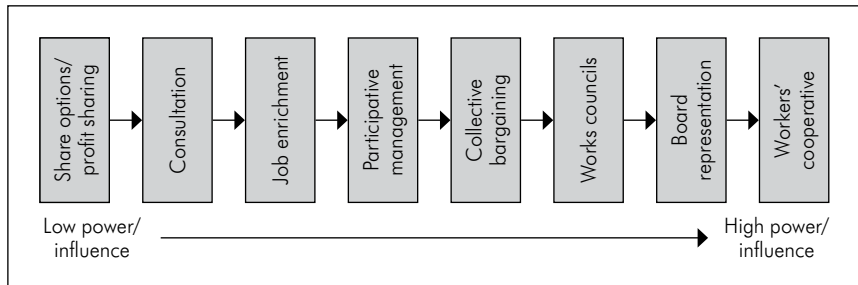 Share options/
profit sharing
Consultation
Job enrichment
Participative
management
Collective
bargaining
Works councils
Board
representation
Workers’
cooperative
Low power/
influence
High power/
influence